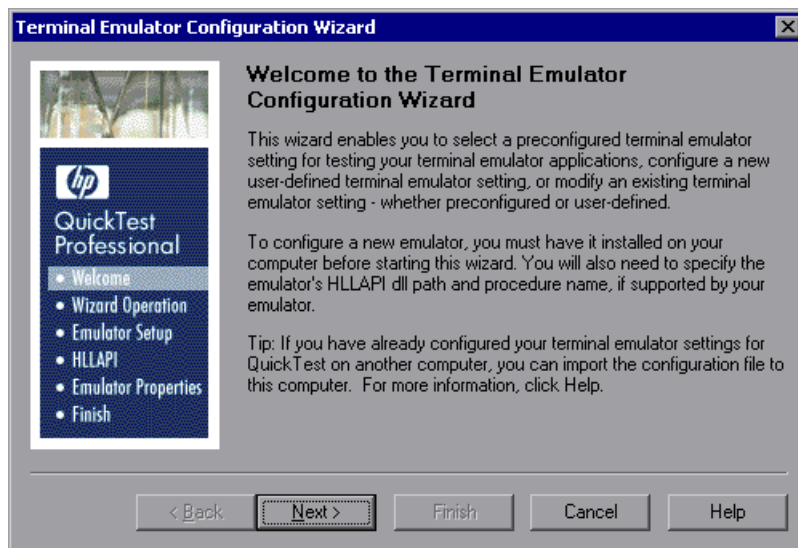 Terminal Emulator Configuration Wizard
Welcome to the Terminal Emulator
Configuration Wizard
This wizard enables you to select a preconfigured terminal emulator
setting for testing your terminal emulator applications, configure a new
user-defined terminal emulator setting, or modify an existing terminal
emulator setting - whether preconfigured or user-defined.
To configure a new emulator, you must have it installed on your
computer before starting this wizard. You will also need to specify the
emulator's HLLAPI dll path and procedure name, if supported by your
emulator.
Tip: If you have already configured your terminal emulator settings for
QuickTest on another computer, you can import the configuration file to
this computer. For more information, click Help.
hp
QuickTest
Professional
• Welcome
• Wizard Operation
• Emulator Setup
• HLLAPI
• Emulator Properties
• Finish
< Back
Next >
Finish
Cancel
Help